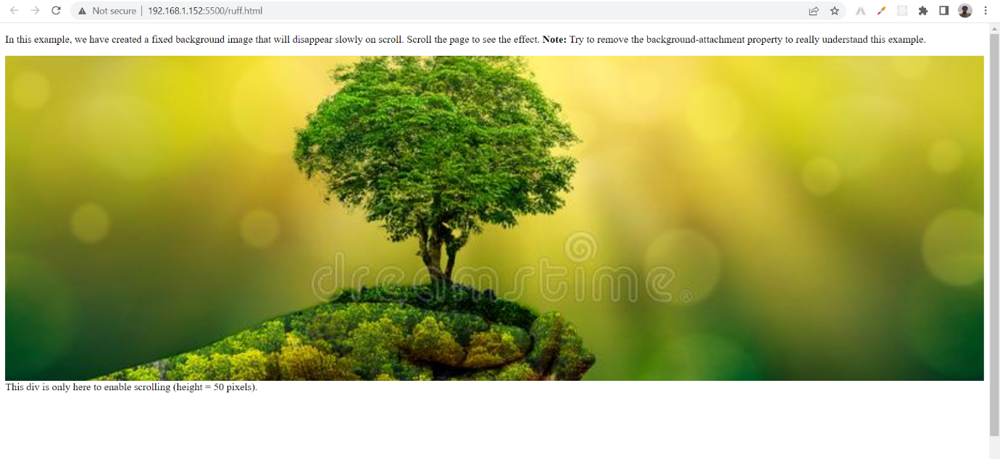 Not secure | 192.168.1.152:5500/ruff.html
In this example, we have created a fixed background image that will disappear slowly on scroll. Scroll the page to see the effect. Note: Try to remove the background-attachment property to really understand this example.
dreamstime.®
This div is only here to enable scrolling (height = 50 pixels).